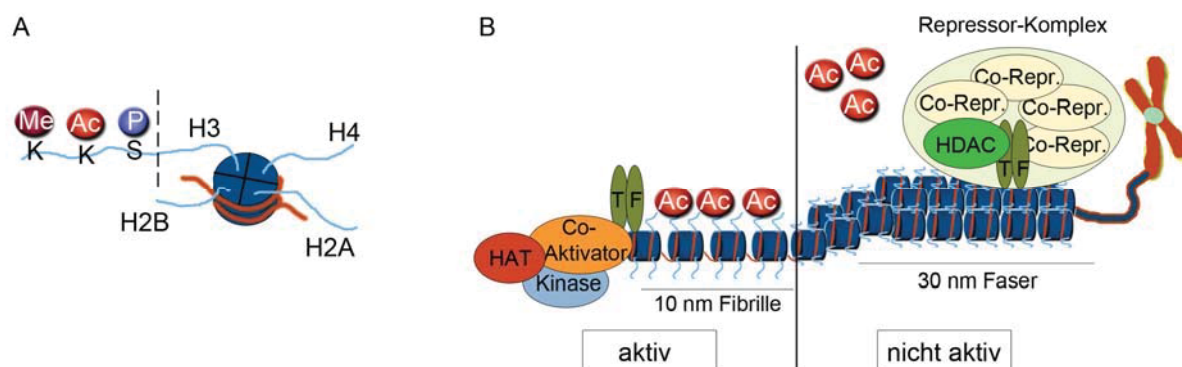 A
Me
Ac
P
K
K
S
H3
H4
H2B
H2A
B
Repressor-Komplex
Ac
Ac
Ac
Co-Repr.
Co-Repr.
Co-Repr.
HDAC
Co-Repr.
T F
T F
Ac
Ac
Ac
HAT
Co-
Aktivator
Kinase
10 nm Fibrille
30 nm Faser
aktiv
nicht aktiv